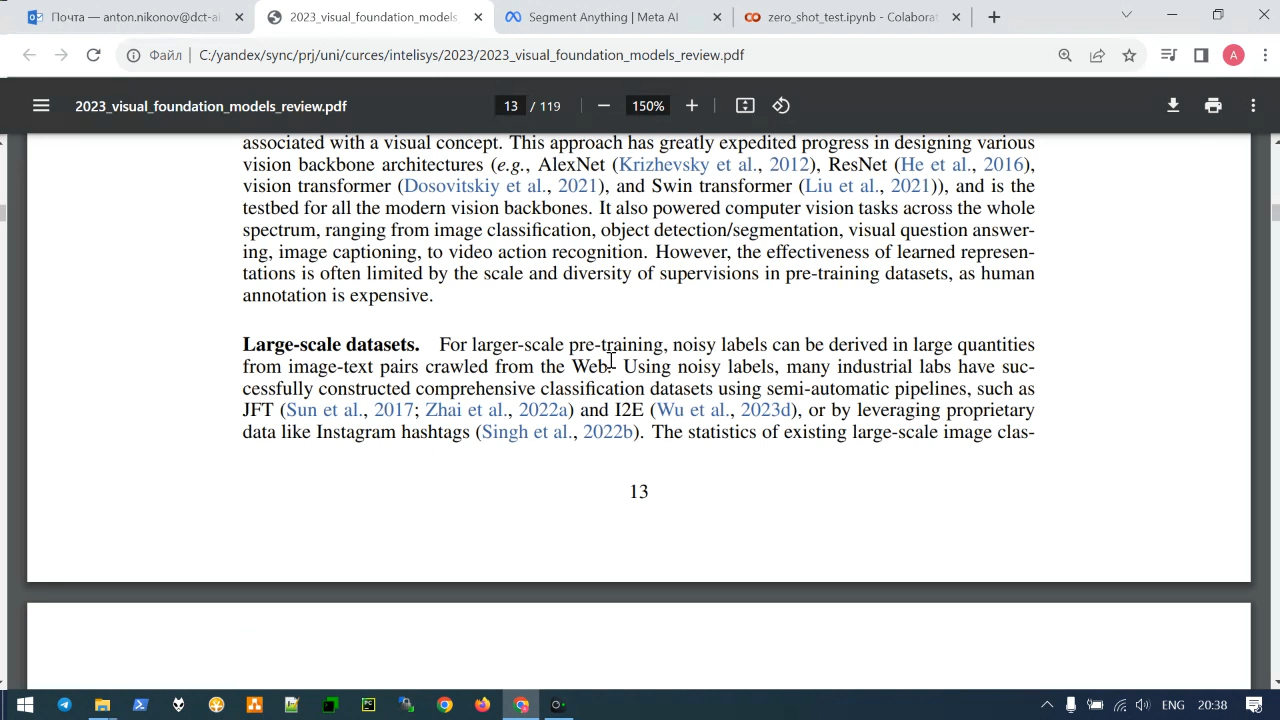 Почта — anton.nikonov@dct-ai
2023_visual_foundation_models
Segment Anything | Meta AI
zero_shot_test.ipynb - Colaborat
Файл
C:/yandex/sync/prj/uni/curces/intelisys/2023/2023_visual_foundation_models_review.pdf
A
2023_visual_foundation_models_review.pdf
13 / 119
150%
associated with a visual concept. This approach has greatly expedited progress in designing various
vision backbone architectures (e.g., AlexNet (Krizhevsky et al., 2012), ResNet (He et al., 2016),
vision transformer (Dosovitskiy et al., 2021), and Swin transformer (Liu et al., 2021)), and is the
testbed for all the modern vision backbones. It also powered computer vision tasks across the whole
spectrum, ranging from image classification, object detection/segmentation, visual question answer-
ing, image captioning, to video action recognition. However, the effectiveness of learned represen-
tations is often limited by the scale and diversity of supervisions in pre-training datasets, as human
annotation is expensive.
Large-scale datasets. For larger-scale pre-training, noisy labels can be derived in large quantities
from image-text pairs crawled from the Web. Using noisy labels, many industrial labs have suc-
cessfully constructed comprehensive classification datasets using semi-automatic pipelines, such as
JFT (Sun et al., 2017; Zhai et al., 2022a) and I2E (Wu et al., 2023d), or by leveraging proprietary
data like Instagram hashtags (Singh et al., 2022b). The statistics of existing large-scale image clas-
13
ENG
20:38